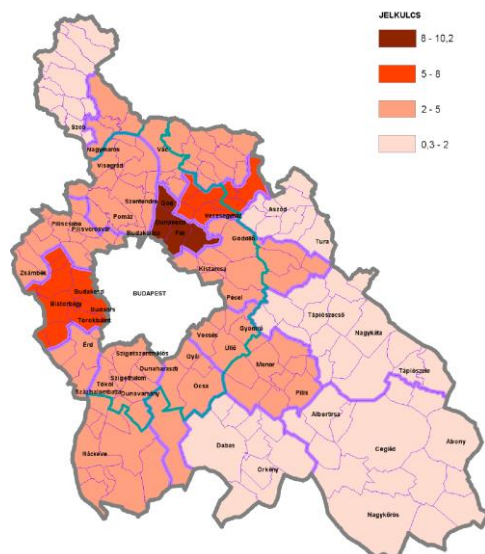 JELKULCS
8 - 10,2
5 - 8
2 - 5
0,3 - 2
Szob
Nagymaros
Vác
Visegrád
Szentendre
Göd
Dunakeszi
Fót
Veresegyház
Aszód
Piliscsaba
Pilisvörösvár
Pomáz
Budakalász
Gödöllő
Tura
Zsámbék
Kistarcsa
Budakeszi
Biatorbágy
Budaörs
Törökbálint
BUDAPEST
Pécel
Tápiószecső
Nagykáta
Érd
Vecsés
Gyömrő
Szigetszentmiklós
Gyál
Üllő
Dunaharaszti
Monor
Tápiószele
Tököl
Szigethalom
Százhalombatta
Dunavarsány
Ócsa
Pilis
Albertirsa
Abony
Ráckeve
Dabas
Cegléd
Örkény
Nagykőrös